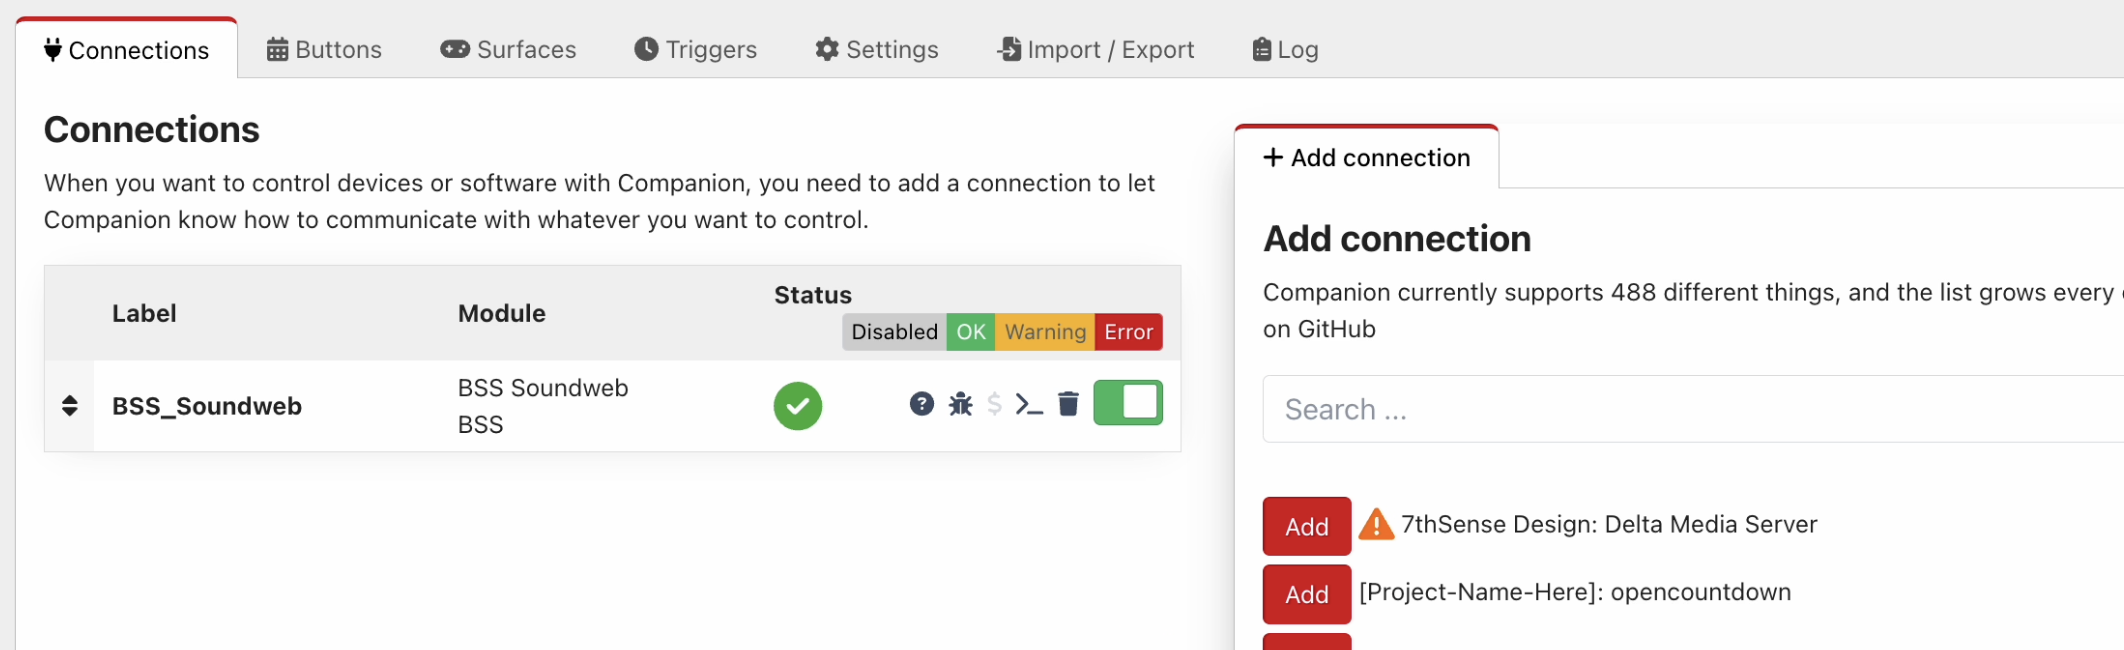 Connections
Buttons
Surfaces
Triggers
Settings
Import / Export
Log
Connections
When you want to control devices or software with Companion, you need to add a connection to let
Companion know how to communicate with whatever you want to control.
Label
Module
Status
Disabled
OK
Warning
Error
BSS_Soundweb
BSS Soundweb
BSS
+ Add connection
Add connection
Companion currently supports 488 different things, and the list grows every
on GitHub
Search ...
Add
7thSense Design: Delta Media Server
Add
[Project-Name-Here]: opencountdown